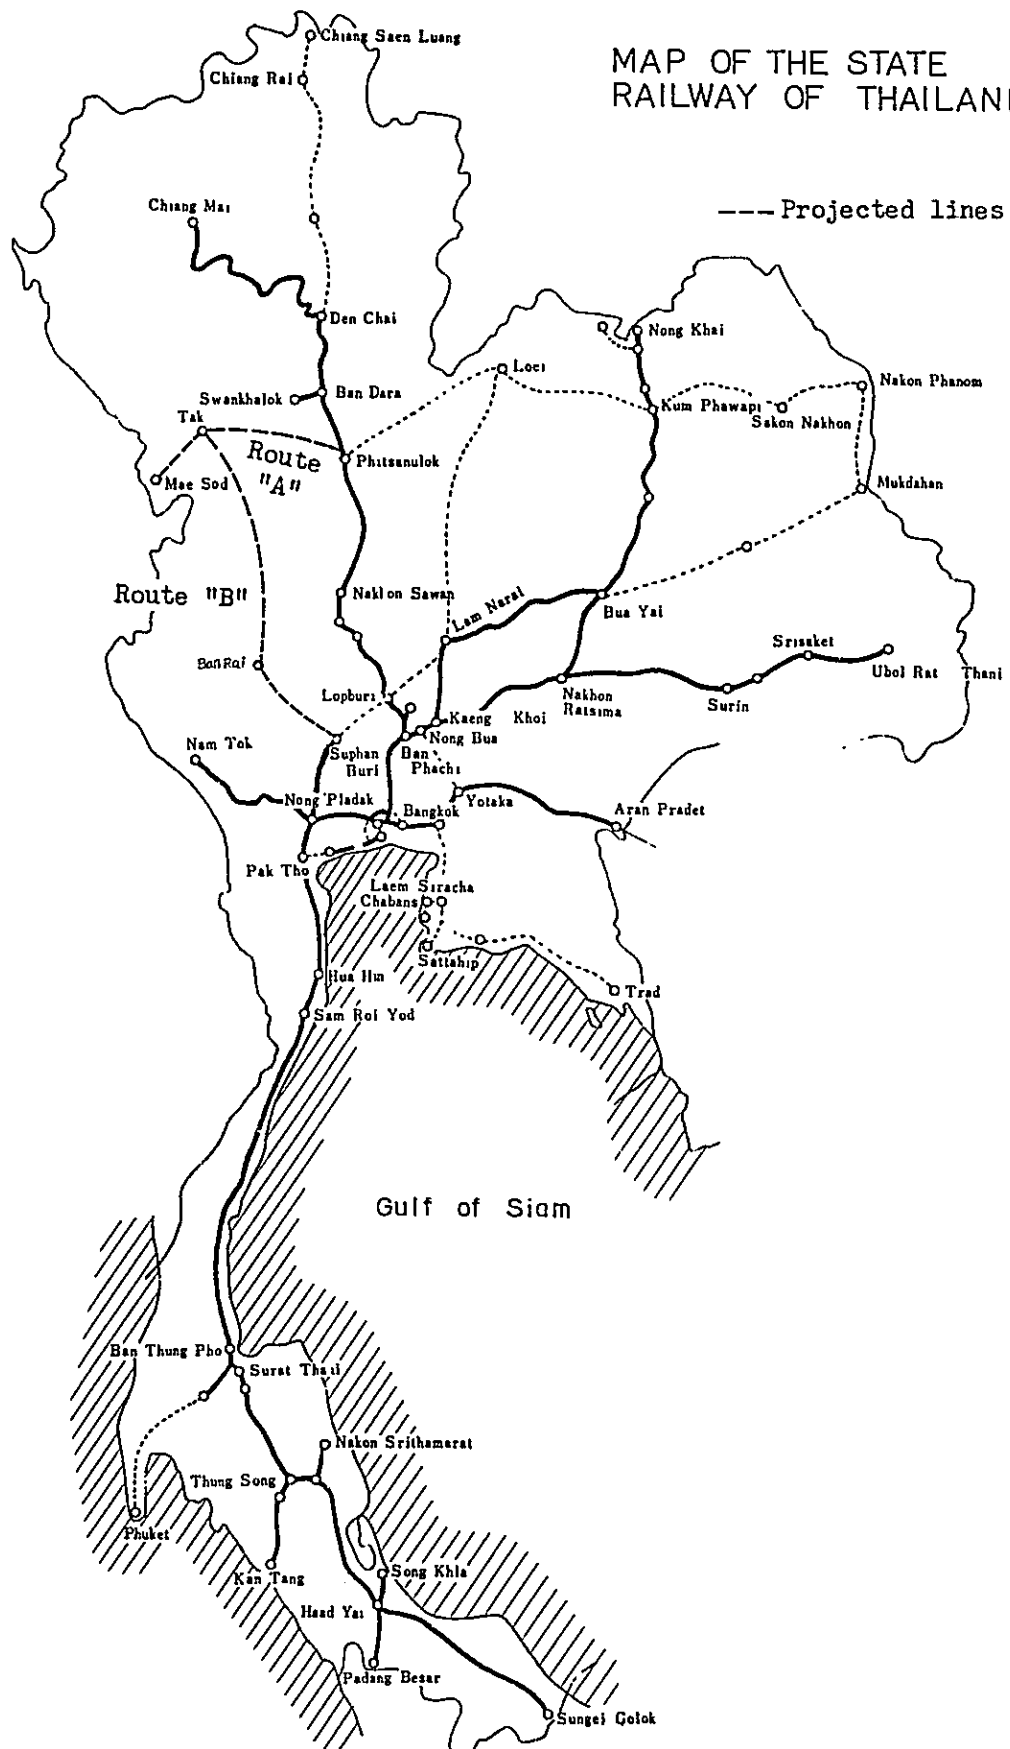 MAP OF THE STATE
RAILWAY OF THAILAN
--- Projected lines
Chiang Saen Luang
Chiang Rai
Chiang Mai
Den Chai
Nong Khai
Loei
Nakon Phanom
Swankhalok
Ban Dara
Kum Phawapi
Sakon Nakhon
Tak
Route
"A"
Phitsanulok
Mae Sod
Mukdahan
Route "B"
Naklon Sawan
Lam Narai
Bua Yai
Ban Rai
Srisaket
Ubol Rat Thani
Lopburi
Nakhon
Ratsima
Surin
Kaeng Khoi
Nong Bua
Nam Tok
Suphan
Buri
Ban
Phachi
Yotaka
Nong Pladak
Bangkok
Aran Pradet
Pak Tho
Laem Siracha
Chabans
Sattahip
Trad
Hua Hin
Sam Roi Yod
Gulf of Siam
Ban Thung Pho
Surat Thail
Nakon Srithamarat
Thung Song
Phuket
Kan Tang
Song Khla
Haad Yai
Padang Besar
Sungei Golok